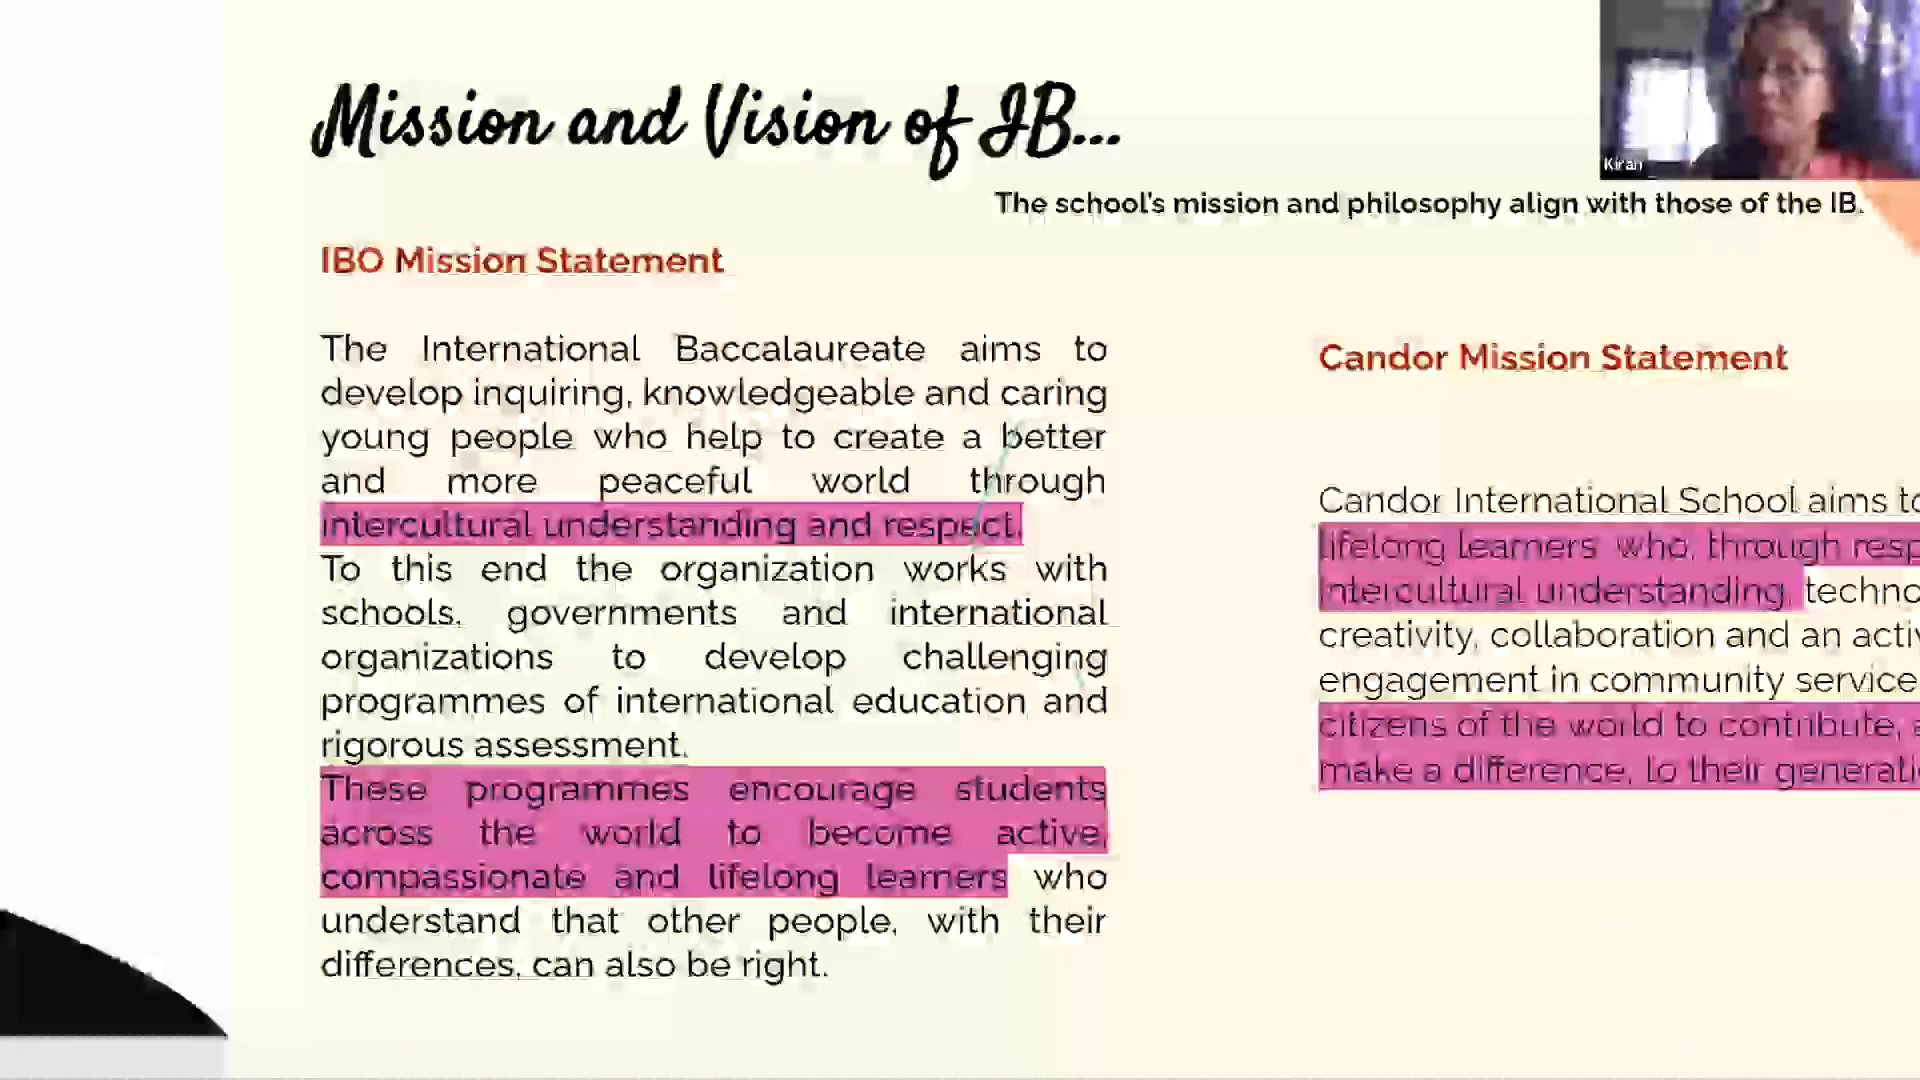 Mission and Vision of IB...
Kiran
The school's mission and philosophy align with those of the IB.
IBO Mission Statement
The International Baccalaureate aims to
develop inquiring, knowledgeable and caring
young people who help to create a better
and more peaceful world through
intercultural understanding and respect.
To this end the organization works with
schools, governments and international
organizations to develop challenging
programmes of international education and
rigorous assessment.
These programmes encourage students
across the world to become active,
compassionate and lifelong learners who
understand that other people, with their
differences, can also be right.
Candor Mission Statement
Candor International School aims to
lifelong learners who, through
intercultural understanding,
creativity, collaboration and an
engagement in community service
citizens of the world to contribute,
make a difference, to their